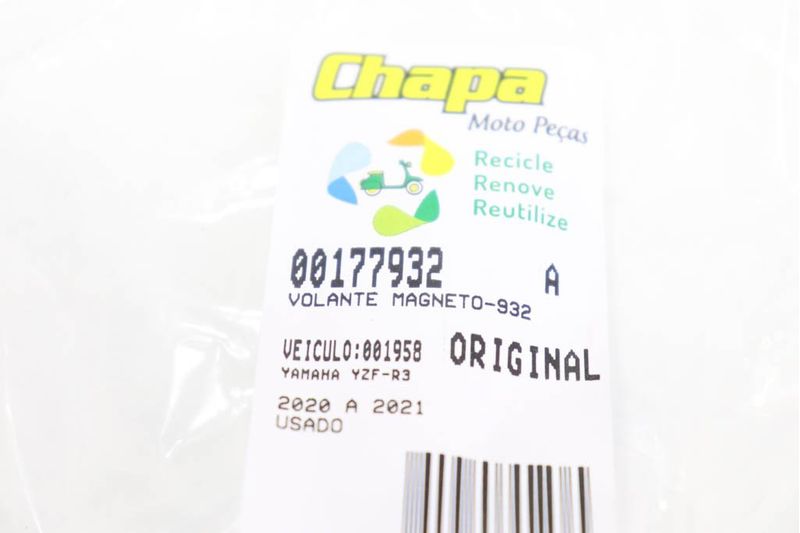 Chapa
Moto Peças
Recicle
Renove
Reutilize
00177932 A
VOLANTE MAGNETO-932
VEICULO:001958 ORIGINAL
YAMAHA YZF-R3
2020 A 2021
USADO